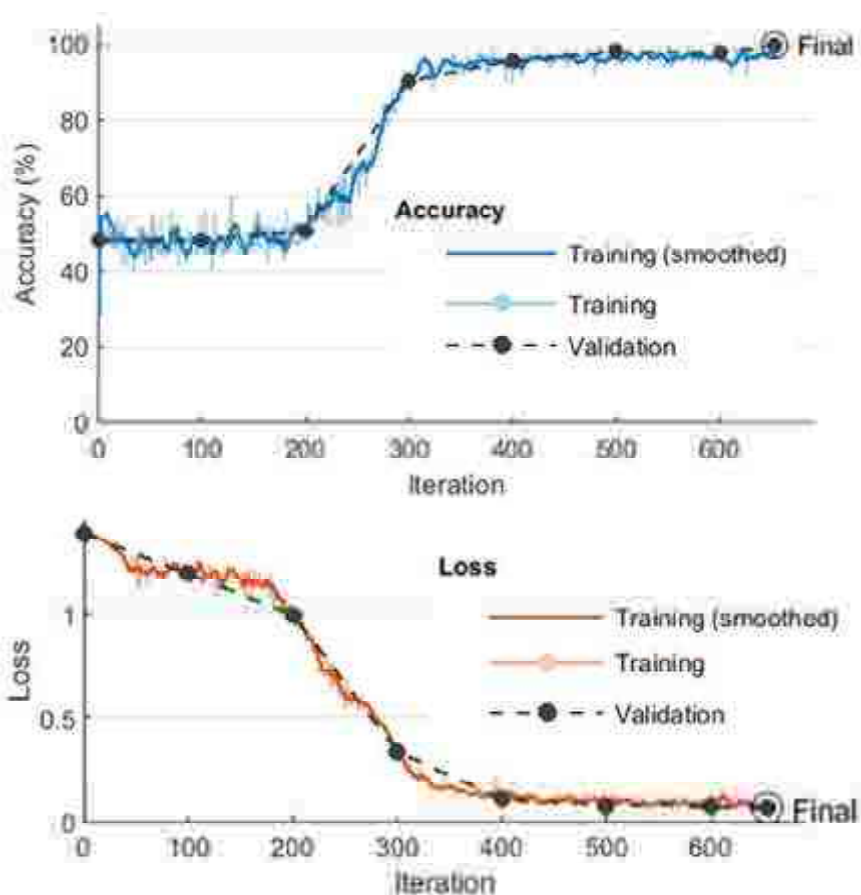 100
Final
80
60
40
20
0
Accuracy (%)
Accuracy
Training (smoothed)
Training
Validation
0 100 200 300 400 500 600
Iteration
Loss
1
0.5
0
Loss
Training (smoothed)
Training
Validation
Final
0 100 200 300 400 500 600
Iteration